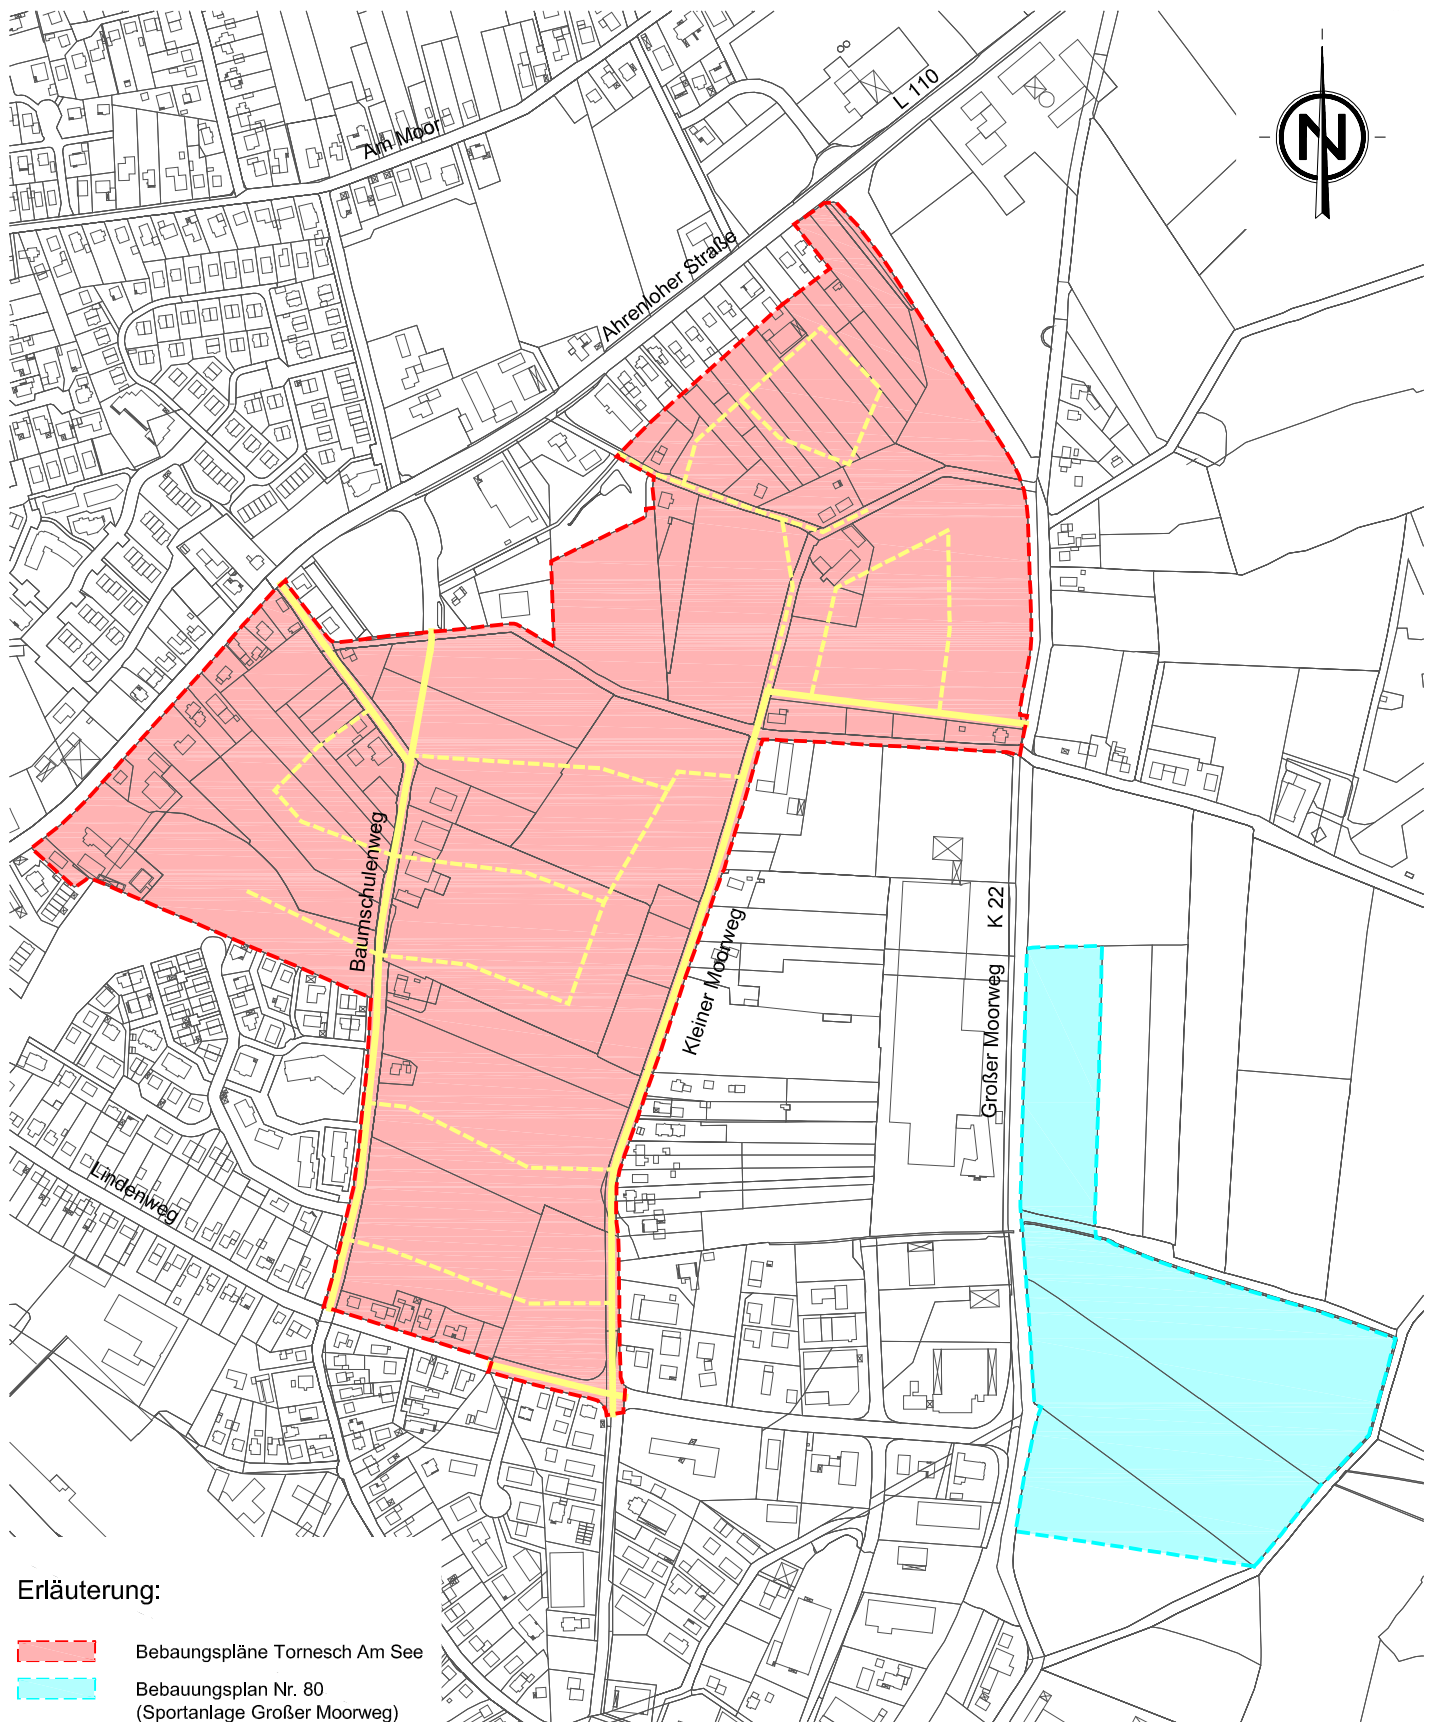 L 110
Am Moor
N
Ahrenloher Straße
Baumschulenweg
K 22
Kleiner Moorweg
Großer Moorweg
Lindenweg
Erläuterung:
Bebaungspläne Tornesch Am See
Bebauungsplan Nr. 80
(Sportanlage Großer Moorweg)